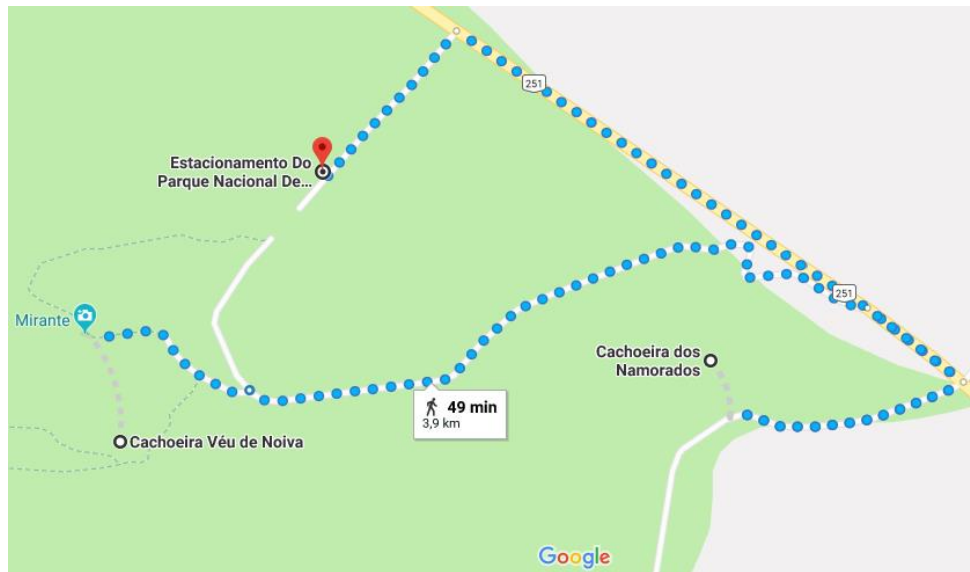 251
Estacionamento Do
Parque Nacional De...
251
Mirante
Cachoeira dos
Namorados
49 min
3,9 km
Cachoeira Véu de Noiva
Google